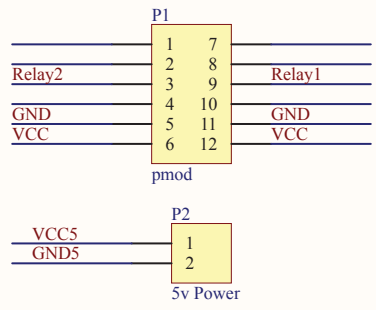 P1
1 7
2 8
Relay2 3 9 Relay1
4 10
GND 5 11 GND
VCC 6 12 VCC
pmod
P2
VCC5 1
GND5 2
5v Power